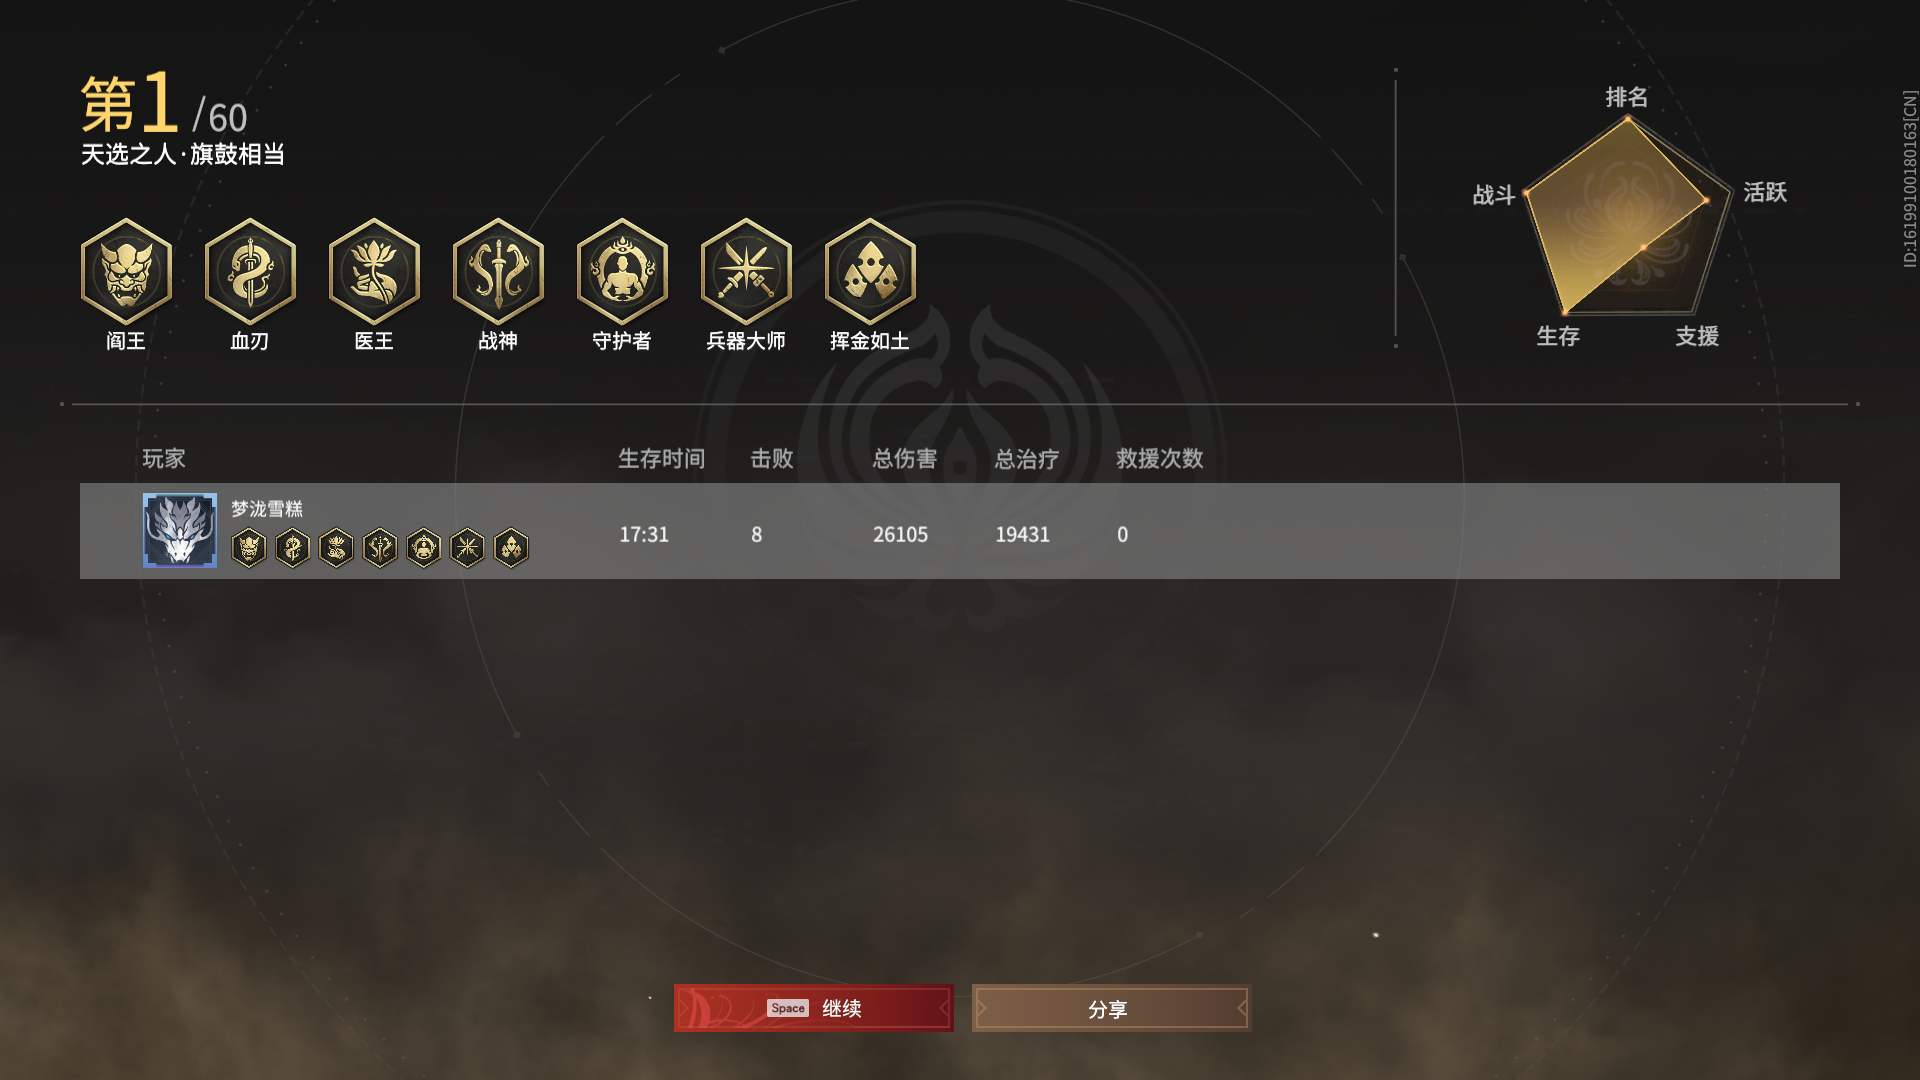 第1/60
天选之人·旗鼓相当
阎王 血刃 医王 战神 守护者 兵器大师 挥金如土
排名
战斗 活跃
生存 支援
ID:16199100180163[CN]
玩家 生存时间 击败 总伤害 总治疗 救援次数
梦泷雪糕
17:31 8 26105 19431 0
Space 继续 分享